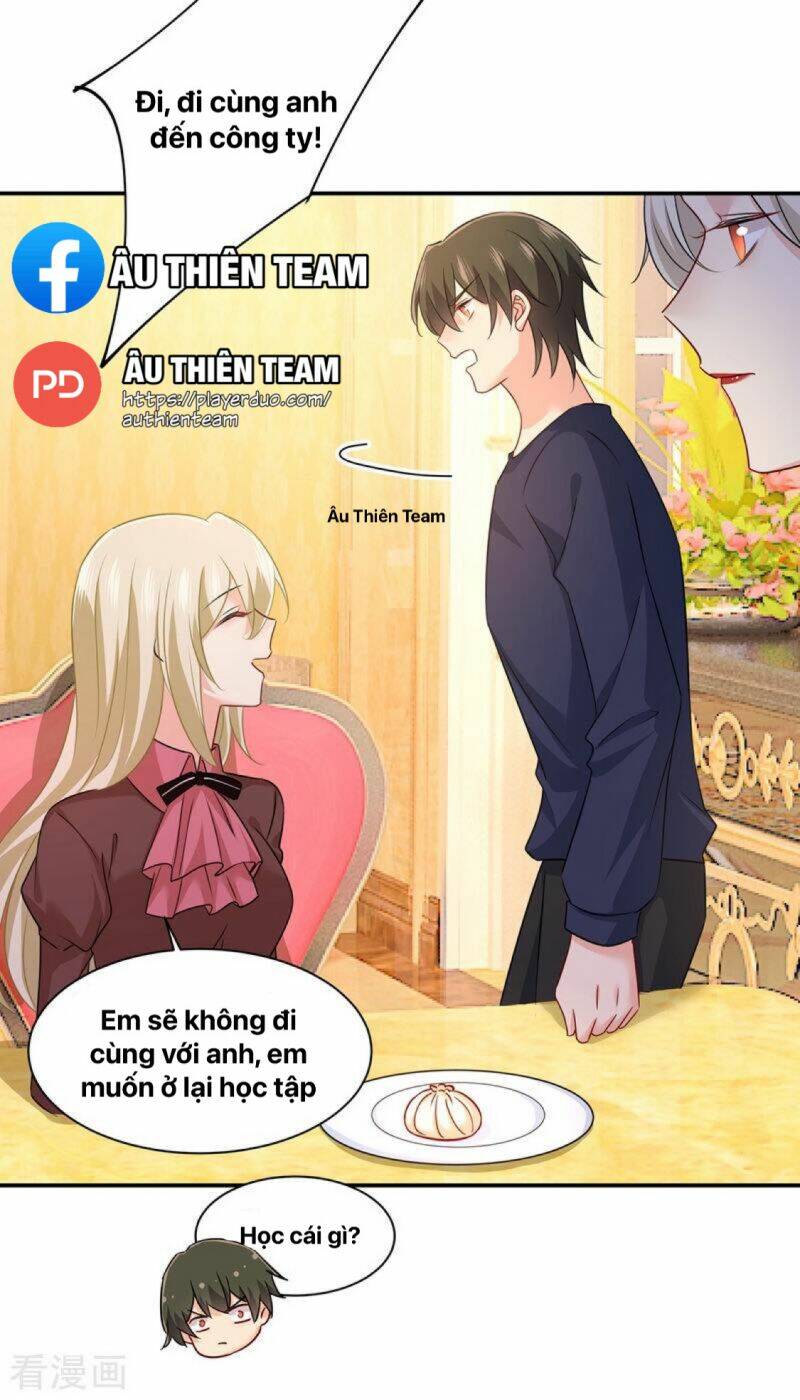 Đi, đi cùng anh
đến công ty!
ÂU THIÊN TEAM
PD
ÂU THIÊN TEAM
https://playerduo.com/
authienteam
Âu Thiên Team
Em sẽ không đi
cùng với anh, em
muốn ở lại học tập
Học cái gì?
看漫画